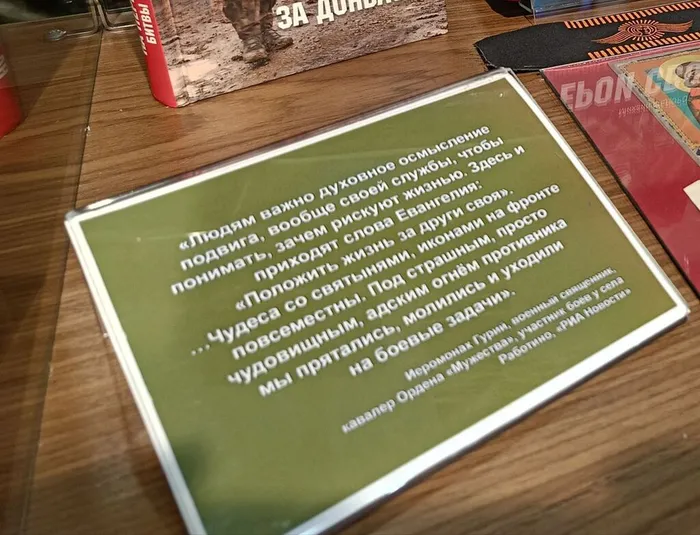 БИТВЫ
ЗА ДОНБАС
«Людям важно духовное осмысление
подвига, вообще своей службы, чтобы
понимать, зачем рискуют жизнью. Здесь и
приходят слова Евангелия:
«Положить жизнь за други своя».
...Чудеса со святынями, иконами на фронте
повсеместны. Под страшным, просто
чудовищным, адским огнём противника
мы прятались, молились и уходили
на боевые задачи».
Иеромонах Гурий, военный священник,
кавалер Ордена «Мужества», участник боев у села
Работино, «РИА Новости»